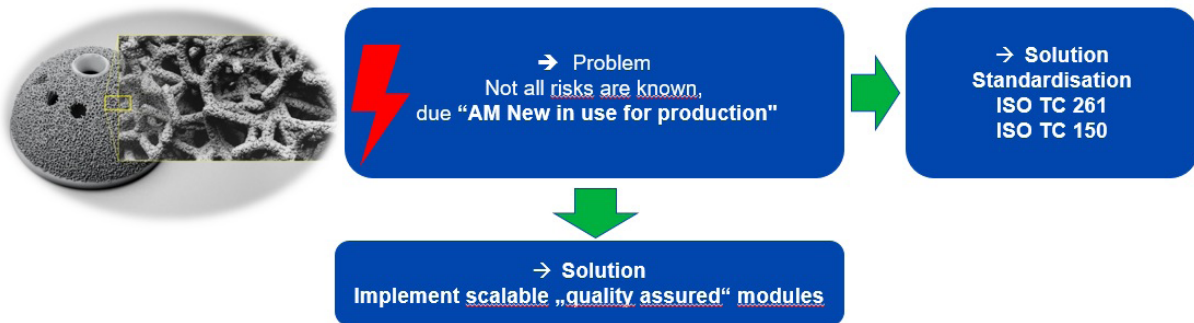 ➔ Problem
Not all risks are known,
due “AM New in use for production"
→ Solution
Standardisation
ISO TC 261
ISO TC 150
→ Solution
Implement scalable „quality assured“ modules